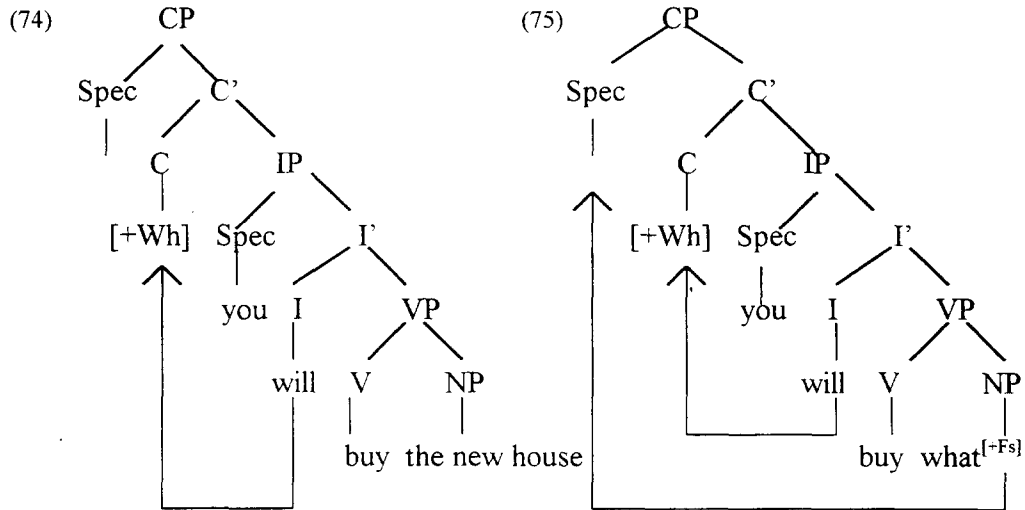 (74) CP (75) CP
Spec C' Spec C'
C IP C IP
[+Wh] Spec I' [+Wh] Spec I'
you I VP you I VP
will V NP will V NP
buy the new house buy what[+Fs]